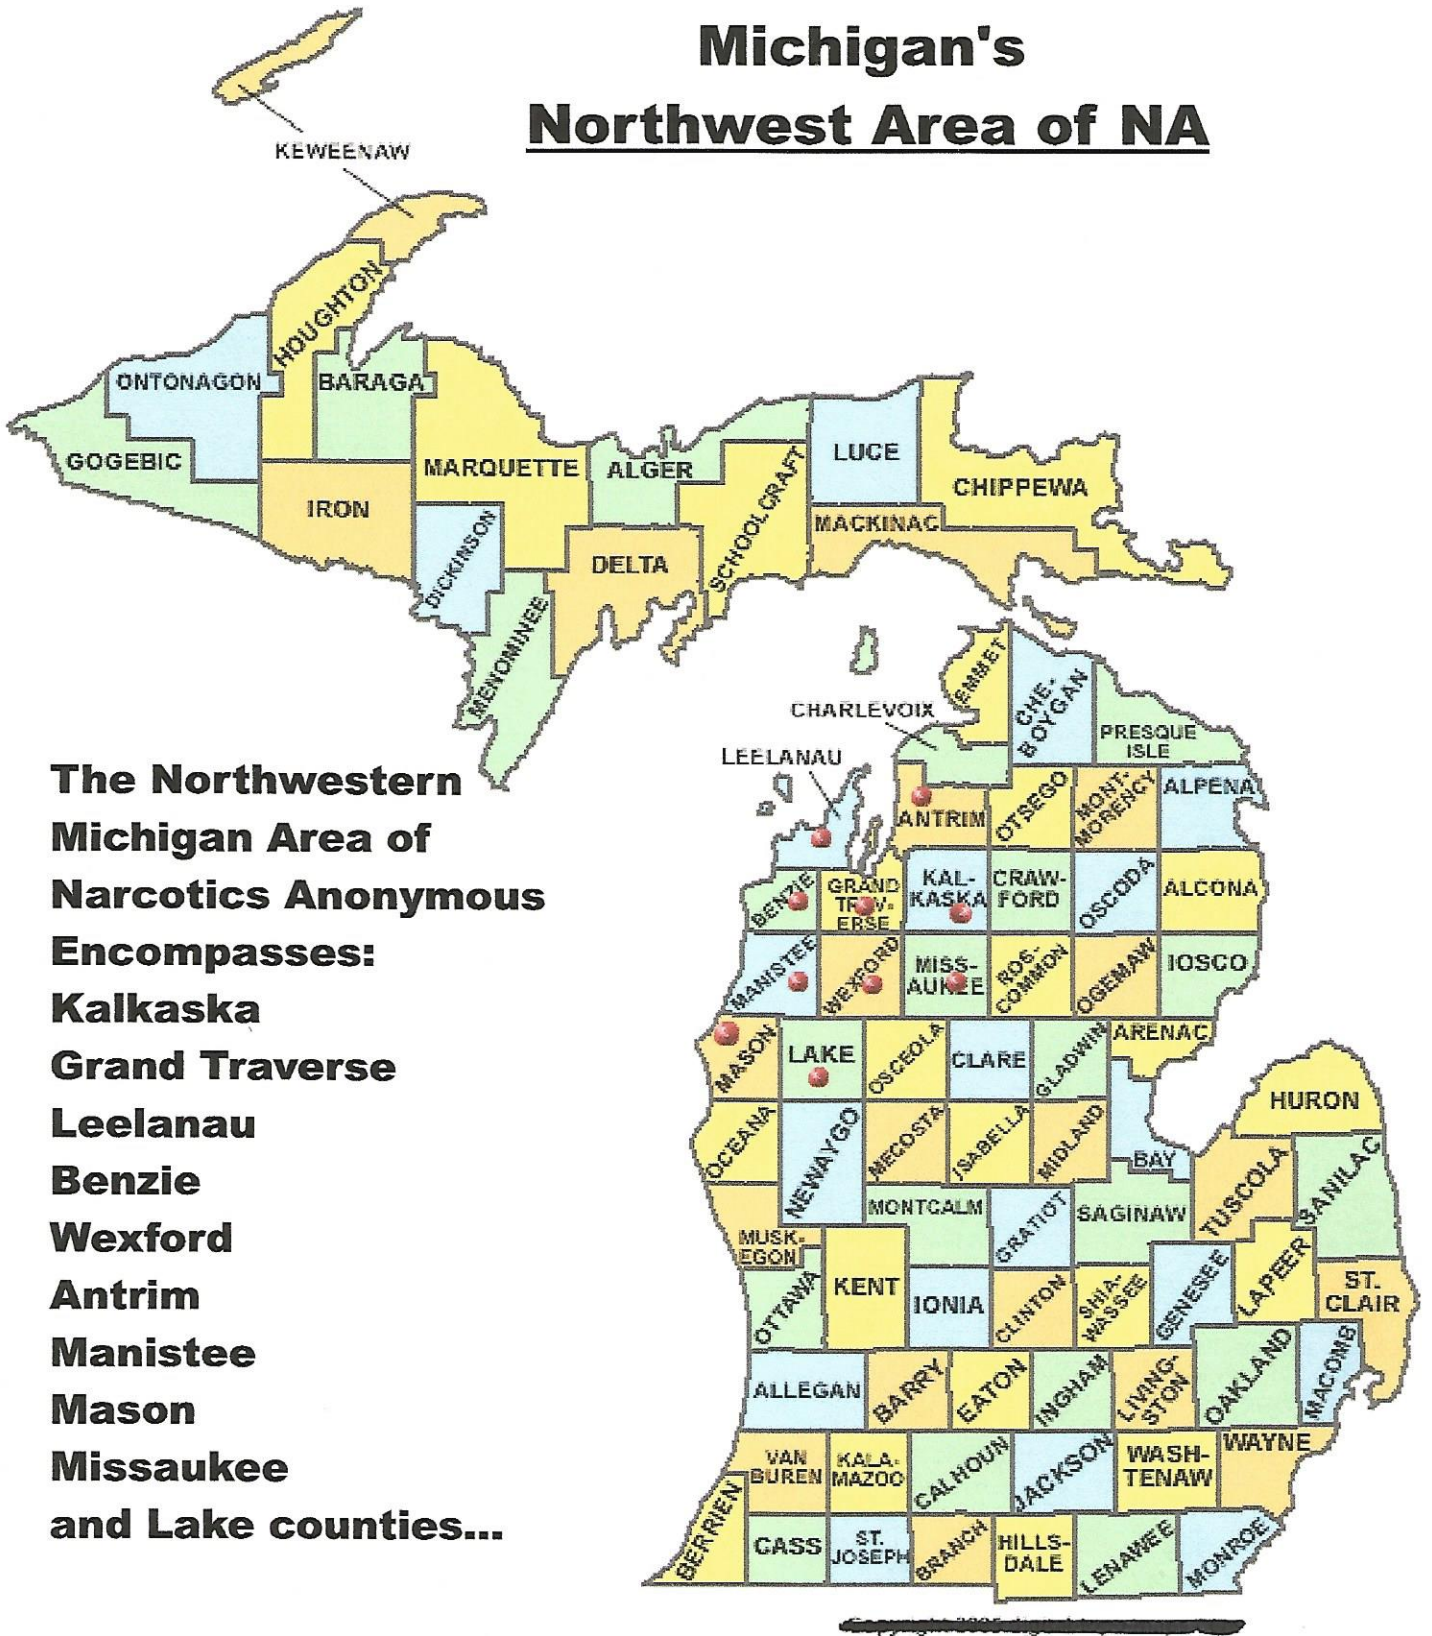 Michigan's
Northwest Area of NA
KEWEENAW
HOUGHTON
ONTONAGON
BARAGA
GOGEBIC
MARQUETTE
ALGER
LUCE
CHIPPEWA
IRON
SCHOOLCRAFT
MACKINAC
DICKINSON
DELTA
MENOMINEE
EMMET
CHE-
BOYGAN
CHARLEVOIX
PRESQUE
ISLE
LEELANAU
The Northwestern
Michigan Area of
Narcotics Anonymous
Encompasses:
Kalkaska
Grand Traverse
Leelanau
Benzie
Wexford
Antrim
Manistee
Mason
Missaukee
and Lake counties...
ANTRIM
OTSEGO
MONT-
MORENCY
ALPENA
BENZIE
GRAND
TRAV-
ERSE
KAL-
KASKA
CRAW-
FORD
OSCODA
ALCONA
MANISTEE
WEXFORD
MISS-
AUKEE
ROS-
COMMON
OGEMAW
IOSCO
MASON
LAKE
OSCEOLA
CLARE
GLADWIN
ARENAC
HURON
OCEANA
NEWAYGO
MECOSTA
ISABELLA
MIDLAND
BAY
TUSCOLA
SANILAC
MONTCALM
GRATIOT
SAGINAW
MUSK-
EGON
OTTAWA
KENT
IONIA
CLINTON
SHIA-
WASSEE
GENESEE
LAPEER
ST.
CLAIR
ALLEGAN
BARRY
EATON
INGHAM
LIVING-
STON
OAKLAND
MACOMB
VAN
BUREN
KALA-
MAZOO
CALHOUN
JACKSON
WASH-
TENAW
WAYNE
BERRIEN
CASS
ST.
JOSEPH
BRANCH
HILLS-
DALE
LENAWEE
MONROE